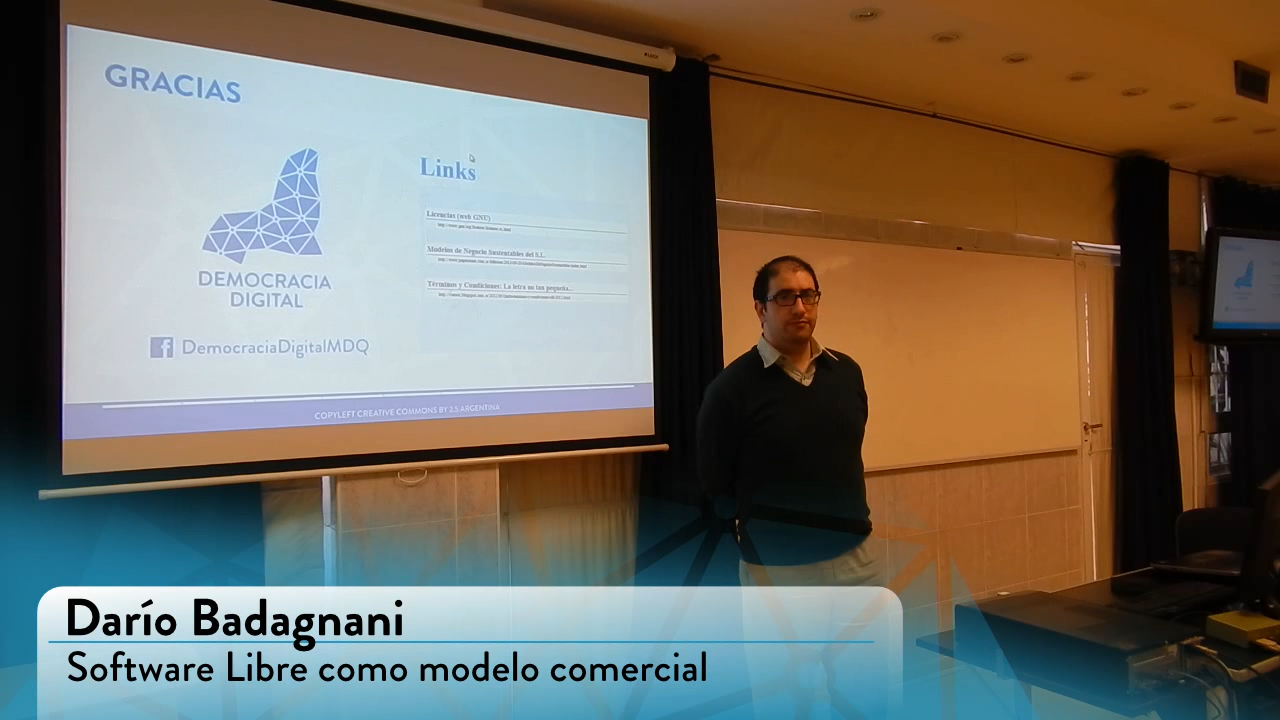 GRACIAS
DEMOCRACIA
DIGITAL
DemocraciaDigitalMDQ
Links
Licencias (web GNU)
Modelos de Negocio Sustentables del S.L.
Términos y Condiciones: La letra no tan pequeña...
COPYLEFT CREATIVE COMMONS BY 2.5 ARGENTINA
Darío Badagnani
Software Libre como modelo comercial